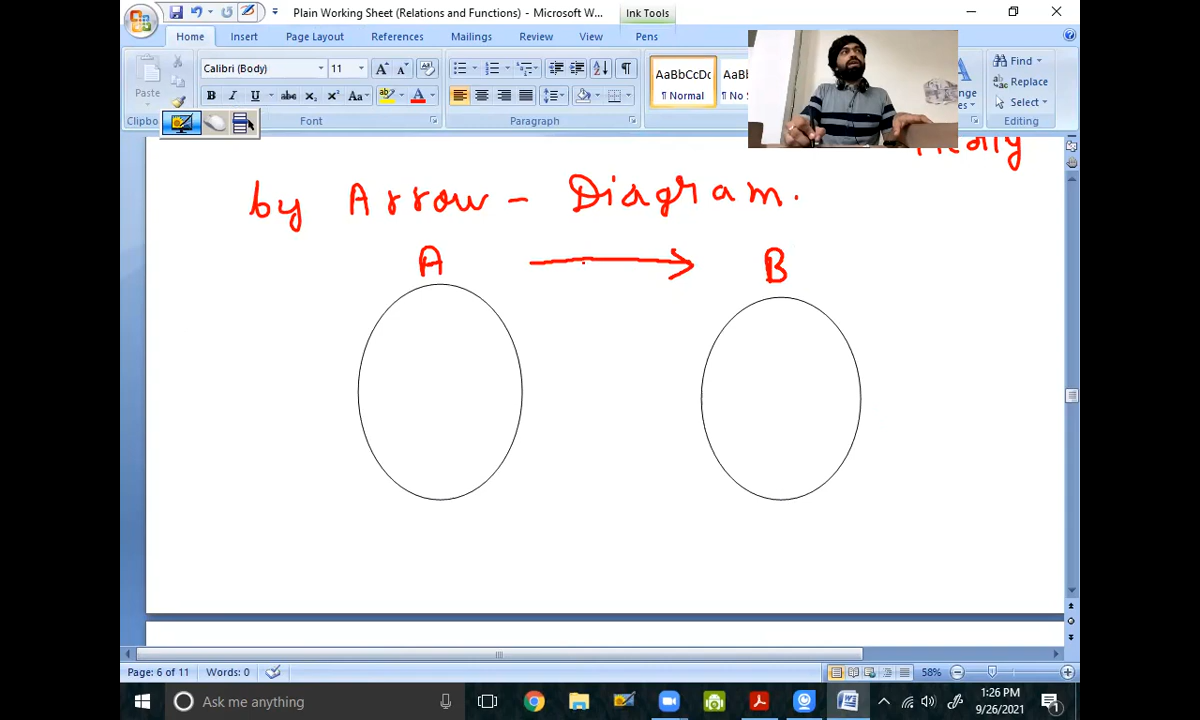 Plain Working Sheet (Relations and Functions) - Microsoft W...
Ink Tools
Home Insert Page Layout References Mailings Review View Pens
Paste
Calibri (Body) 11
AaBbCcDc
¶ Normal
¶ No S
Find
Replace
Select
Clipbo Font Paragraph Editing
by Arrow - Diagram.
A → B
Page: 6 of 11 Words: 0 58%
Ask me anything
1:26 PM
9/26/2021